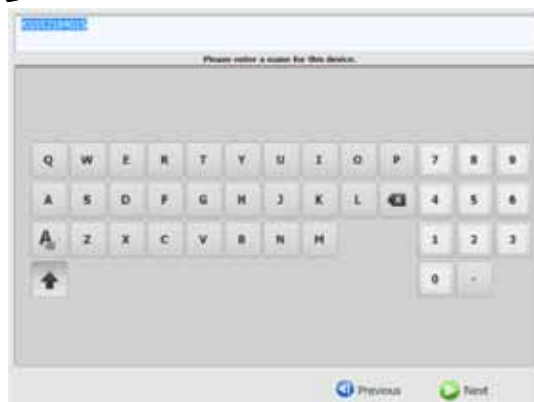 Please enter a name for this device.
Q W E R T Y U I O P 7 8 9
A S D F G H J K L 4 5 6
A Z X C V B N M 1 2 3
0 -
Previous Next